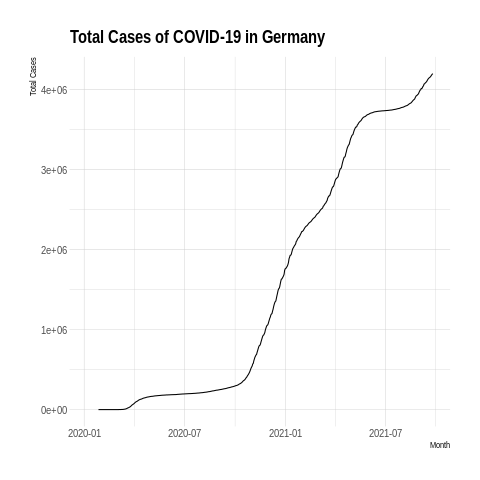 Total Cases of COVID-19 in Germany
Total Cases
4e+06
3e+06
2e+06
1e+06
0e+00
2020-01 2020-07 2021-01 2021-07
Month